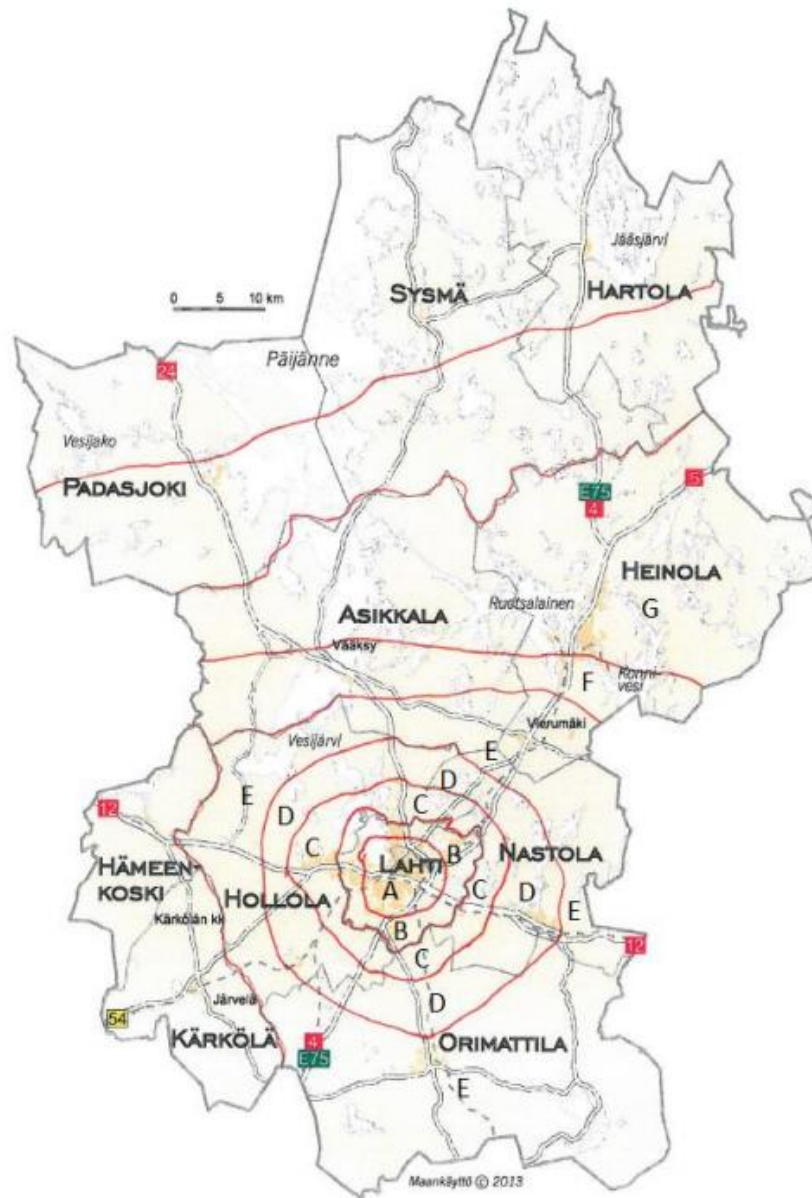 Jääsjärvi
SYSMÄ
HARTOLA
0 5 10 km
Päijänne
24
Vesijako
PADASJOKI
5
E75
4
HEINOLA
Ruotsalainen
G
ASIKKALA
Vääksy
Konni-
vesi
F
Vierumäki
Vesijärvi
E
D
E
D
C
12
C
B
LAHTI
NASTOLA
HÄMEEN-
KOSKI
HOLLOLA
A
C
D
E
Kärkölän kk
B
12
C
D
54
Järvelä
KÄRKÖLÄ
4
E75
ORIMATTILA
E
Maankäyttö © 2013